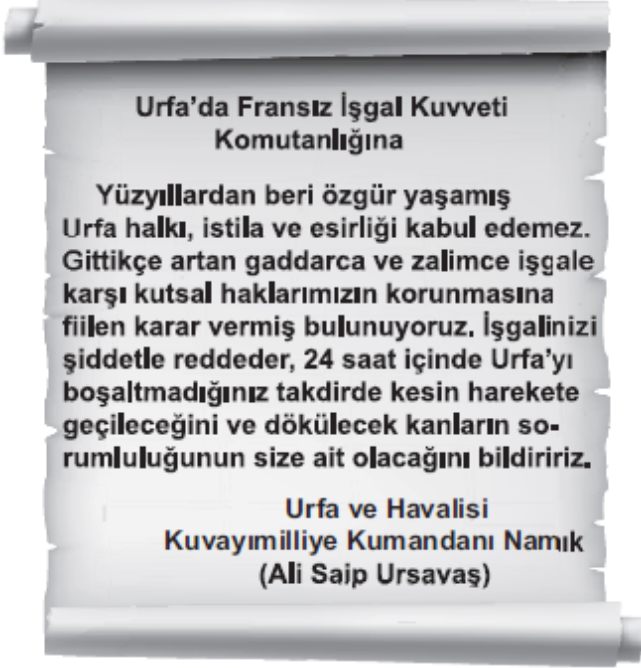 Urfa’da Fransız İşgal Kuvveti
Komutanlığına
Yüzyıllardan beri özgür yaşamış
Urfa halkı, istila ve esirliği kabul edemez.
Gittikçe artan gaddarca ve zalimce işgale
karşı kutsal haklarımızın korunmasına
fiilen karar vermiş bulunuyoruz. İşgalinizi
şiddetle reddeder, 24 saat içinde Urfa’yı
boşaltmadığınız takdirde kesin harekete
geçileceğini ve dökülecek kanların so-
rumluluğunun size ait olacağını bildiririz.
Urfa ve Havalisi
Kuvayımilliye Kumandanı Namık
(Ali Saip Ursavaş)